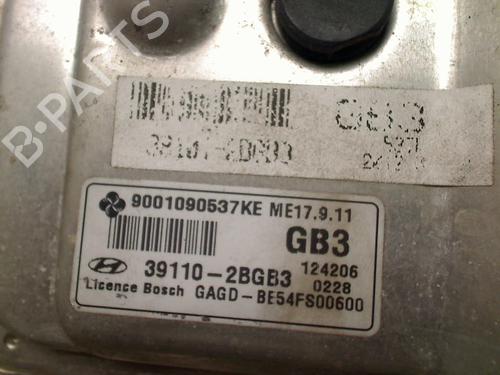 B-PARTS
9001090537KE ME17.9.11
GB3
39110-2BGB3
124206
0228
Licence Bosch GAGD-BE54FS00600